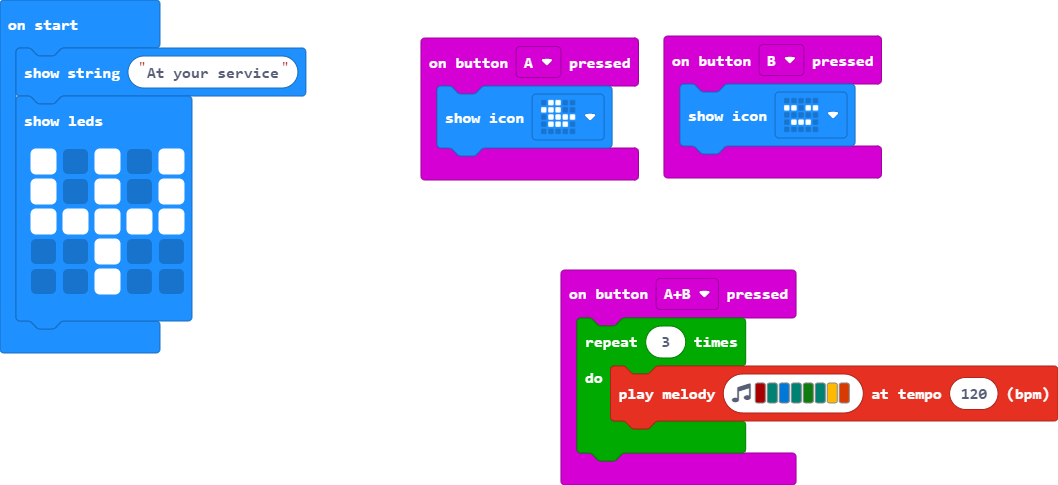 on start
show string "At your service"
show leds
on button A pressed
show icon
on button B pressed
show icon
on button A+B pressed
repeat 3 times
do
play melody at tempo 120 (bpm)